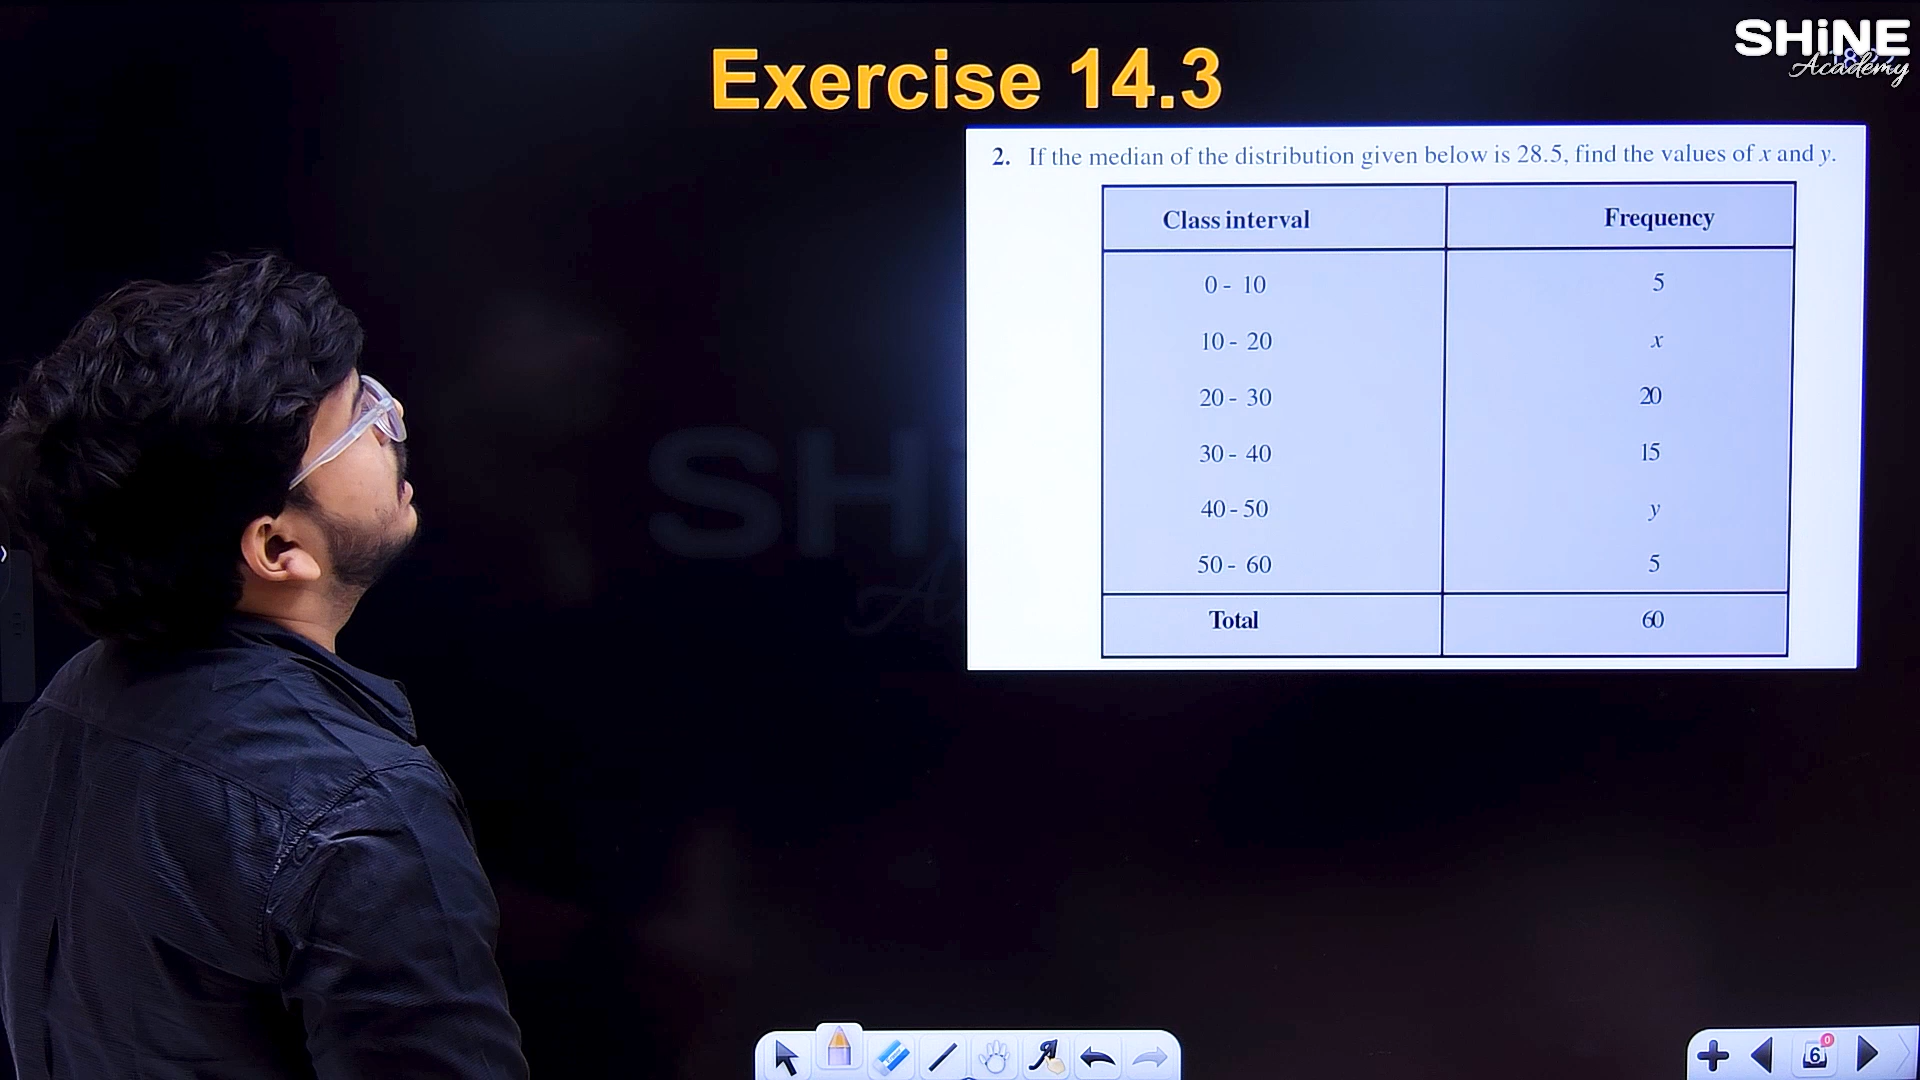 SHiNE
Academy
Exercise 14.3
2. If the median of the distribution given below is 28.5, find the values of x and y.
Class interval Frequency
0 - 10 5
10 - 20 x
20 - 30 20
30 - 40 15
40 - 50 y
50 - 60 5
Total 60
SH
A
6
0